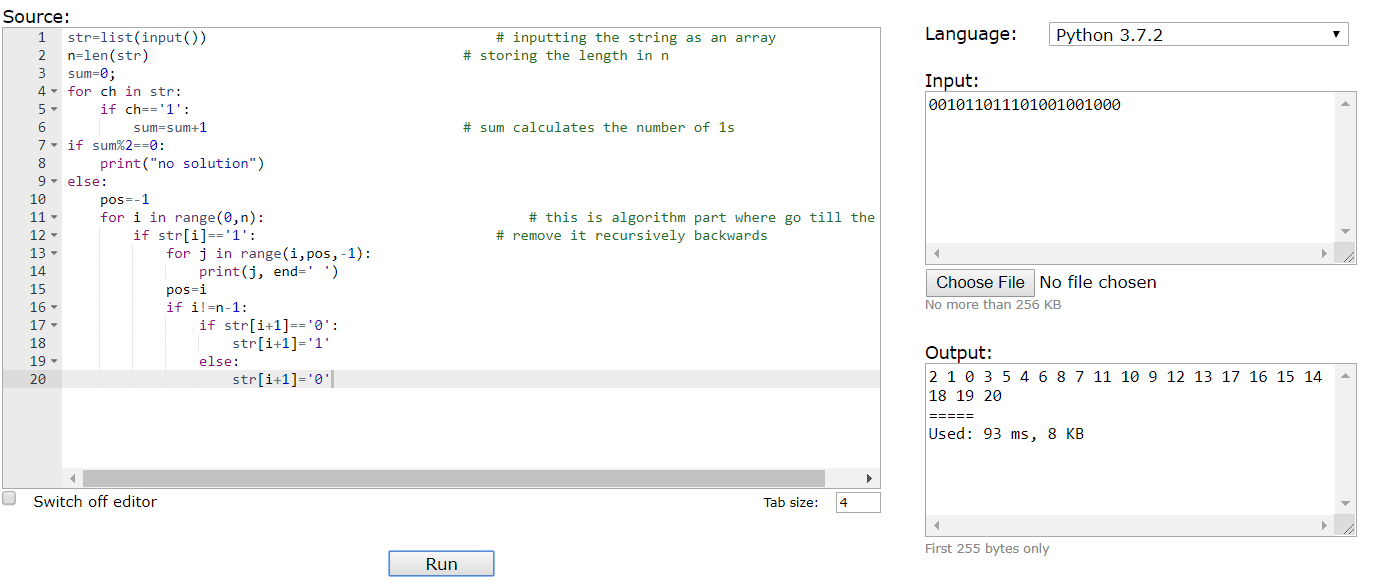 Source:
1 str=list(input()) # inputting the string as an array
2 n=len(str) # storing the length in n
3 sum=0;
4 for ch in str:
5 if ch=='1':
6 sum=sum+1 # sum calculates the number of 1s
7 if sum%2==0:
8 print("no solution")
9 else:
10 pos=-1
11 for i in range(0,n): # this is algorithm part where go till the
12 if str[i]=='1': # remove it recursively backwards
13 for j in range(i,pos,-1):
14 print(j, end=' ')
15 pos=i
16 if i!=n-1:
17 if str[i+1]=='0':
18 str[i+1]='1'
19 else:
20 str[i+1]='0'
Switch off editor
Tab size: 4
Run
Language: Python 3.7.2
Input:
001011011101001001000
Choose File No file chosen
No more than 256 KB
Output:
2 1 0 3 5 4 6 8 7 11 10 9 12 13 17 16 15 14
18 19 20
=====
Used: 93 ms, 8 KB
First 255 bytes only